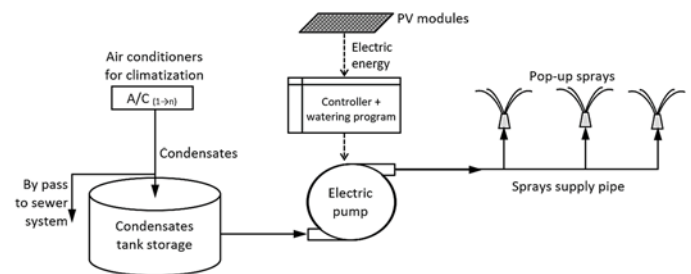 PV modules
Air conditioners
for climatization
A/C (1→n)
Electric
energy
Controller +
watering program
Pop-up sprays
Condensates
By pass
to sewer
system
Condensates
tank storage
Electric
pump
Sprays supply pipe